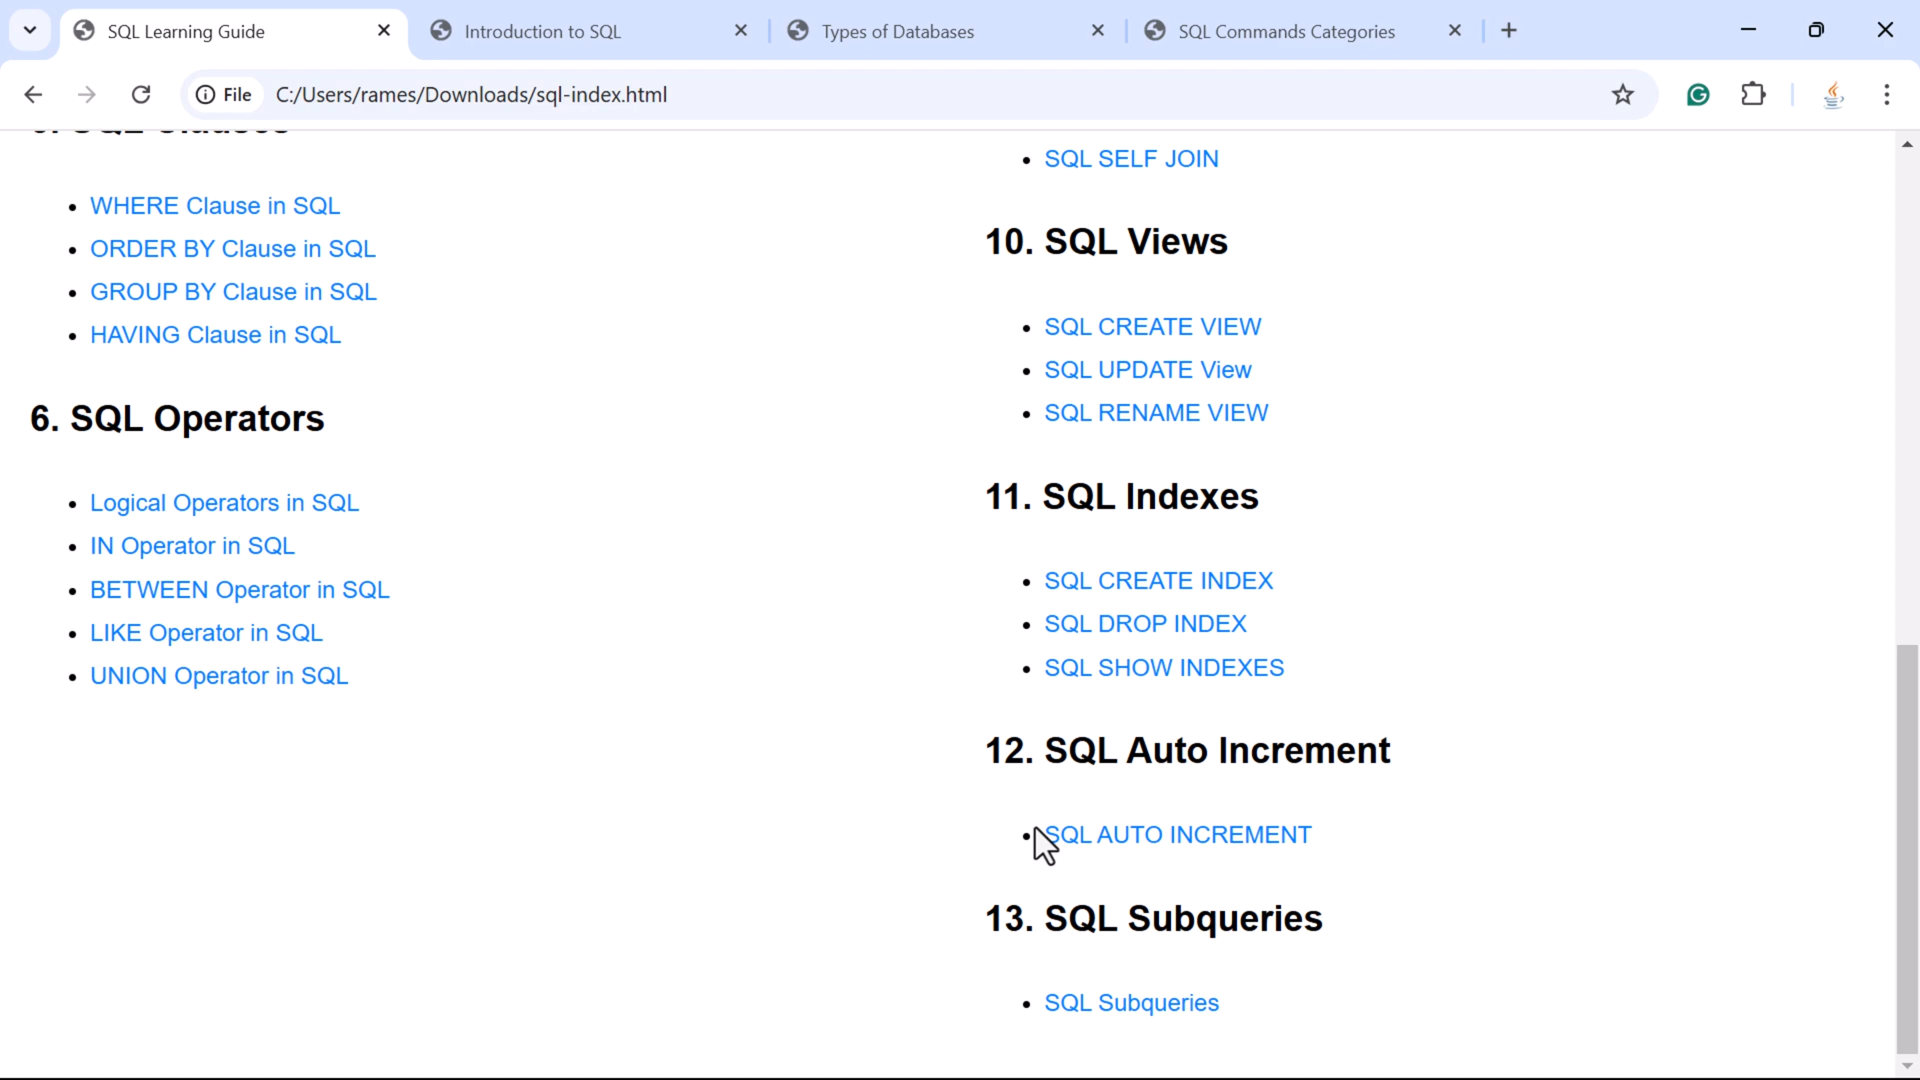 SQL Learning Guide
Introduction to SQL
Types of Databases
SQL Commands Categories
File
C:/Users/rames/Downloads/sql-index.html
WHERE Clause in SQL
ORDER BY Clause in SQL
GROUP BY Clause in SQL
HAVING Clause in SQL
6. SQL Operators
Logical Operators in SQL
IN Operator in SQL
BETWEEN Operator in SQL
LIKE Operator in SQL
UNION Operator in SQL
SQL SELF JOIN
10. SQL Views
SQL CREATE VIEW
SQL UPDATE View
SQL RENAME VIEW
11. SQL Indexes
SQL CREATE INDEX
SQL DROP INDEX
SQL SHOW INDEXES
12. SQL Auto Increment
SQL AUTO INCREMENT
13. SQL Subqueries
SQL Subqueries